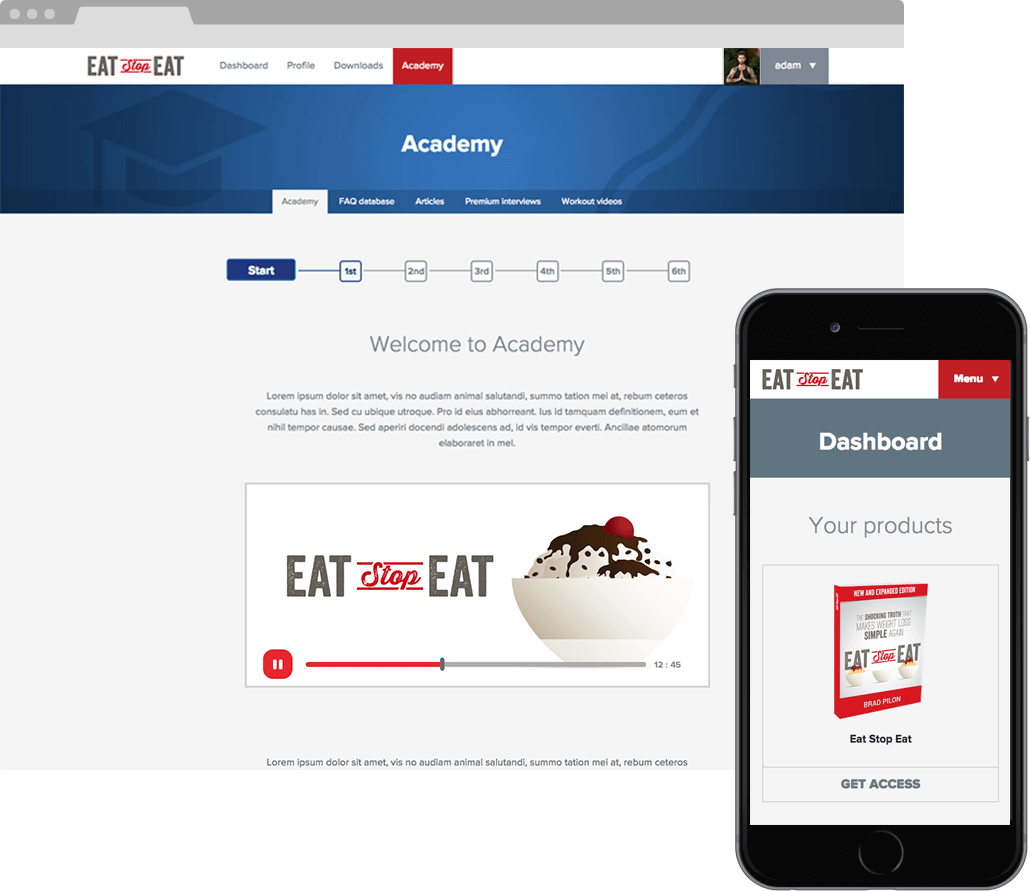 EAT Stop EAT
Dashboard
Profile
Downloads
Academy
adam
Academy
Academy
FAQ database
Articles
Premium interviews
Workout videos
Start
1st
2nd
3rd
4th
5th
6th
Welcome to Academy
Lorem ipsum dolor sit amet, vis no audiam animal salutandi, summo tation mei at, rebum ceteros
consulatu has in. Sed cu ubique utroque. Pro id eius abhorreant. Ius id tamquam definitionem, eum et
nihil tempor causae. Sed aperiri docendi adolescens ad, id vis tempor everti. Ancillae atomorum
elaboraret in mel.
EAT Stop EAT
12 : 45
Lorem ipsum dolor sit amet, vis no audiam animal salutandi, summo tation mei at, rebum ceteros
EAT Stop EAT
Menu
Dashboard
Your products
NEW AND EXPANDED EDITION
THE SHOCKING TRUTH THAT
MAKES WEIGHT LOSS
SIMPLE AGAIN
EAT Stop EAT
BRAD PILON
Eat Stop Eat
GET ACCESS